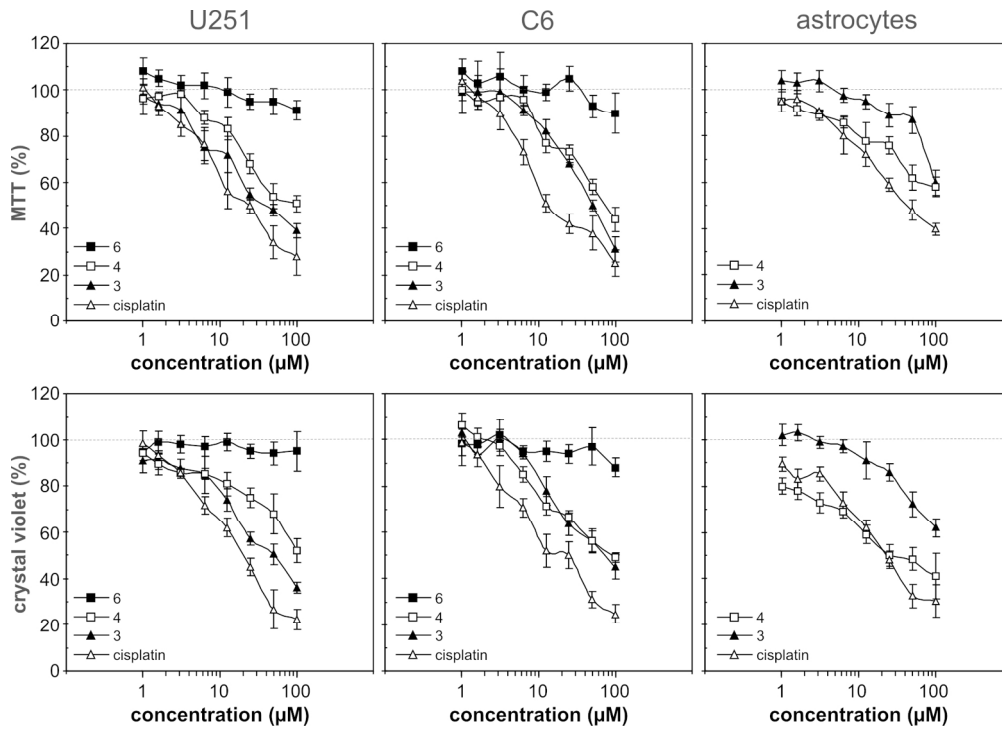 U251 C6 astrocytes
MTT (%)
120
100
80
60
40
20
0
6
4
3
cisplatin
1 10 100
concentration (µM)
6
4
3
cisplatin
1 10 100
concentration (µM)
4
3
cisplatin
1 10 100
concentration (µM)
crystal violet (%)
120
100
80
60
40
20
0
6
4
3
cisplatin
1 10 100
concentration (µM)
6
4
3
cisplatin
1 10 100
concentration (µM)
4
3
cisplatin
1 10 100
concentration (µM)